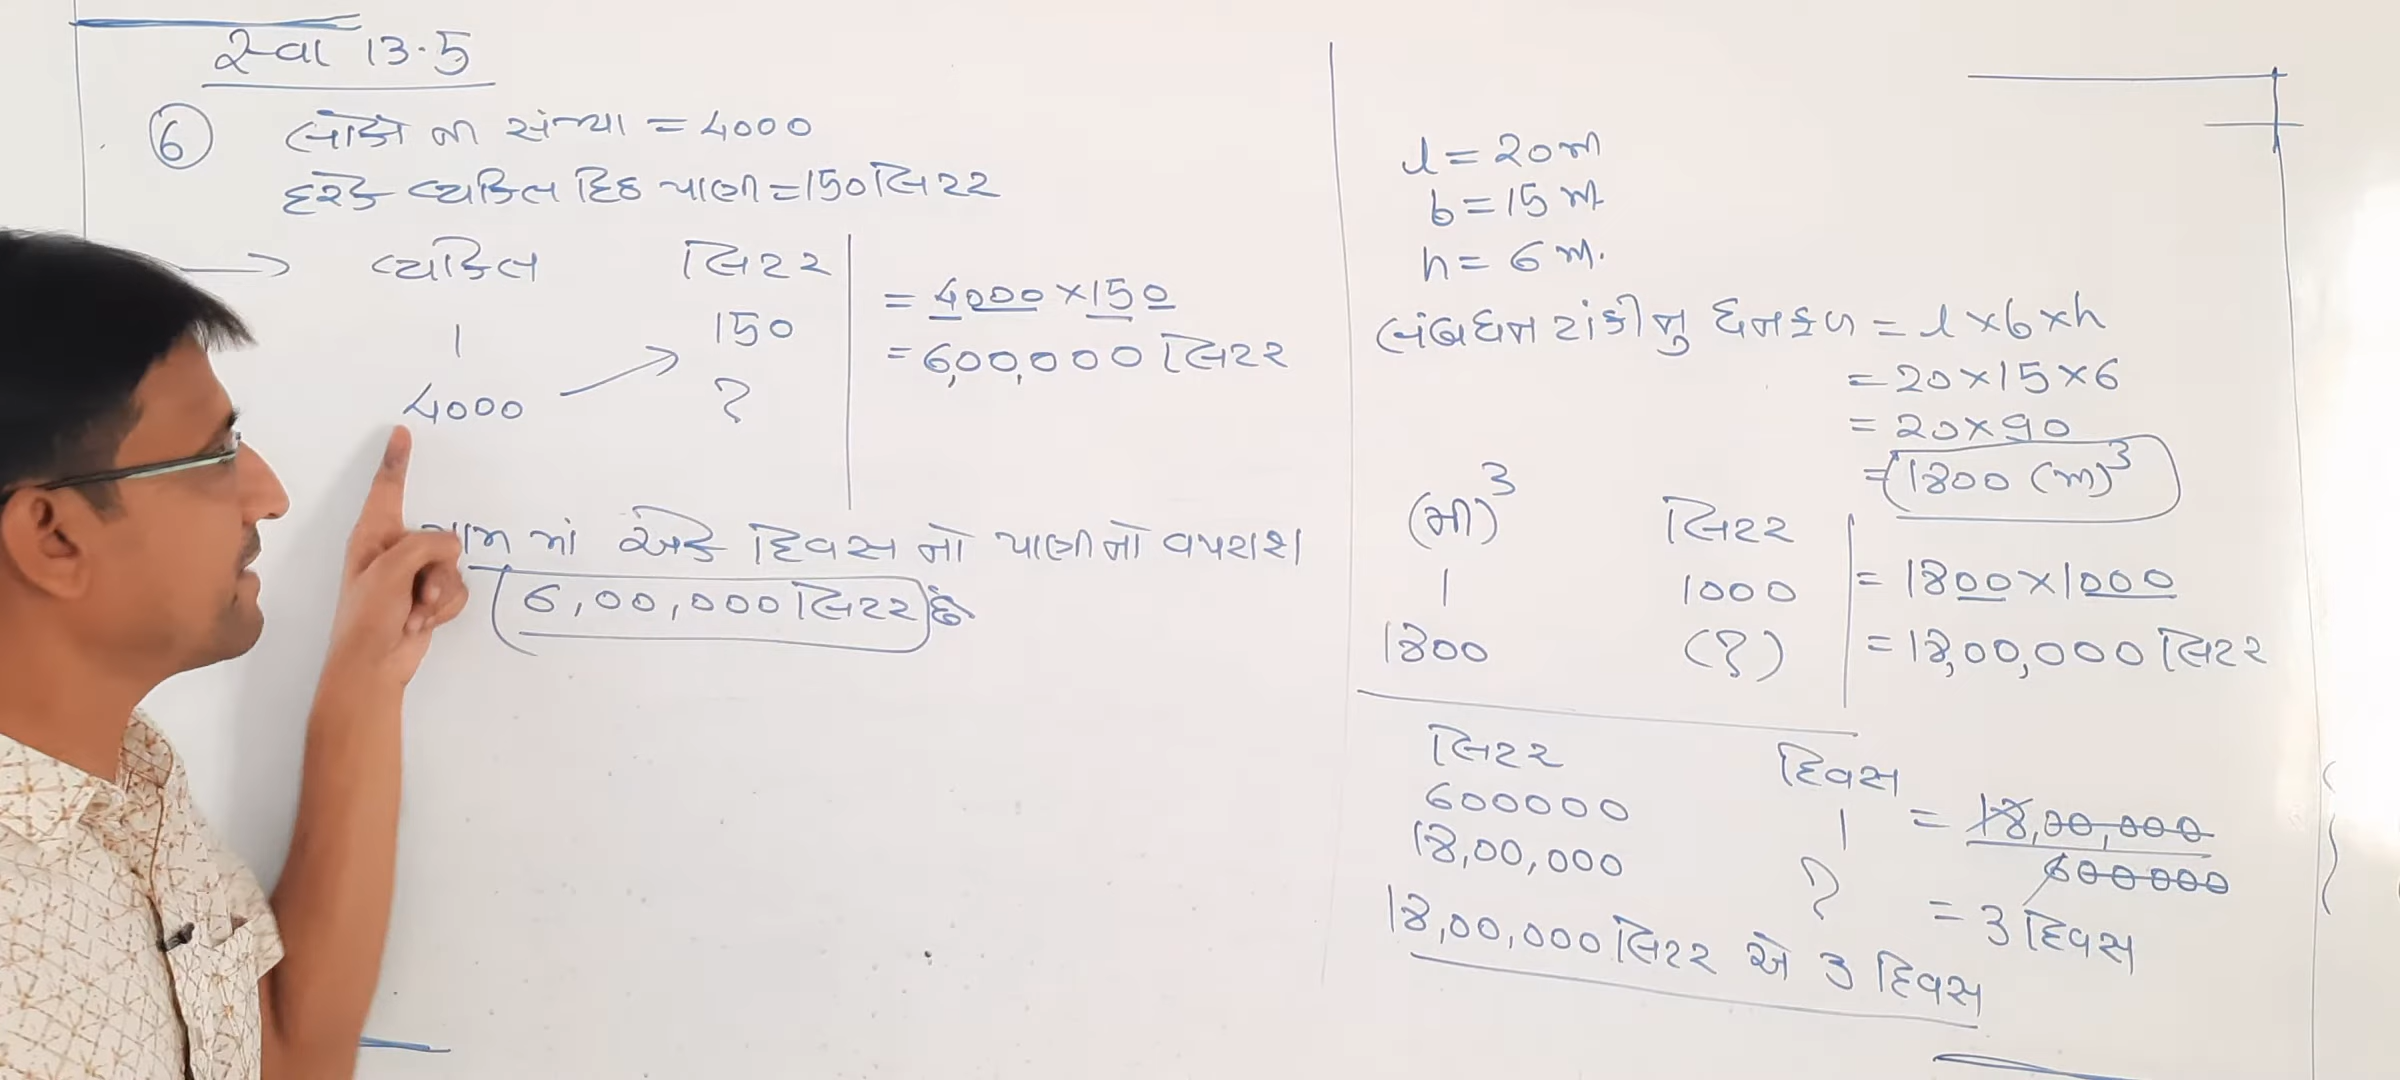 સ્વા 13.5
6 લોકો ની સંખ્યા = 4000
દરેક વ્યક્તિ દિઠ પાણી = 150 લિટર
→ વ્યક્તિ લિટર
1 150
4000 → ?
= 4000 × 150
= 6,00,000 લિટર
ગામ માં એક દિવસ નો પાણી નો વપરાશ
6,00,000 લિટર છે
l = 20 મી
b = 15 મી
h = 6 મી.
લંબઘન ટાંકીનુ ઘનફળ = l × b × h
= 20 × 15 × 6
= 20 × 90
= 1800 (મી)³
(મી)³ લિટર
1 1000
1800 (?)
= 1800 × 1000
= 18,00,000 લિટર
લિટર દિવસ
600000 1
18,00,000 ?
= 18,00,000
600000
= 3 દિવસ
18,00,000 લિટર એ 3 દિવસ